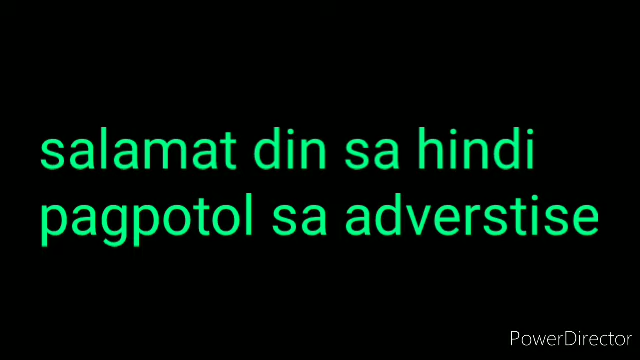 salamat din sa hindi
pagpotol sa adverstise
PowerDirector